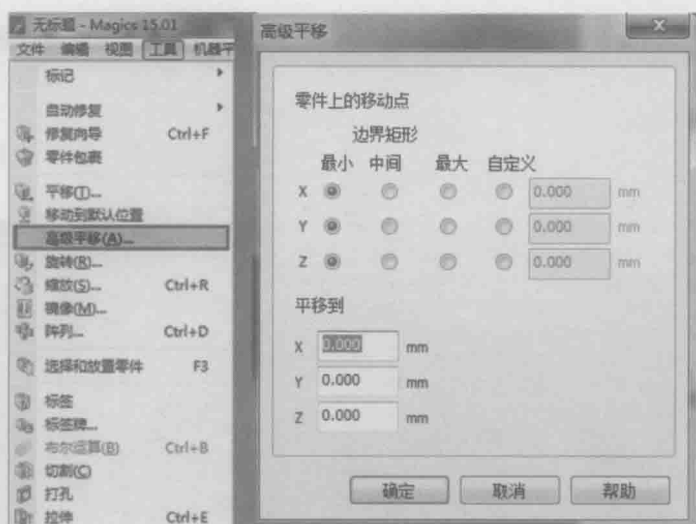 无标题 - Magics 15.01
文件 编辑 视图 工具 机器平
标记
自动修复
修复向导 Ctrl+F
零件包裹
平移(T)...
移动到默认位置
高级平移(A)...
旋转(R)...
缩放(S)... Ctrl+R
镜像(M)...
阵列... Ctrl+D
选择和放置零件 F3
标签
标签牌...
布尔运算(B) Ctrl+B
切割(C)
打孔
拉伸 Ctrl+E
高级平移
零件上的移动点
边界矩形
最小 中间 最大 自定义
X 0.000 mm
Y 0.000 mm
Z 0.000 mm
平移到
X 0.000 mm
Y 0.000 mm
Z 0.000 mm
确定 取消 帮助